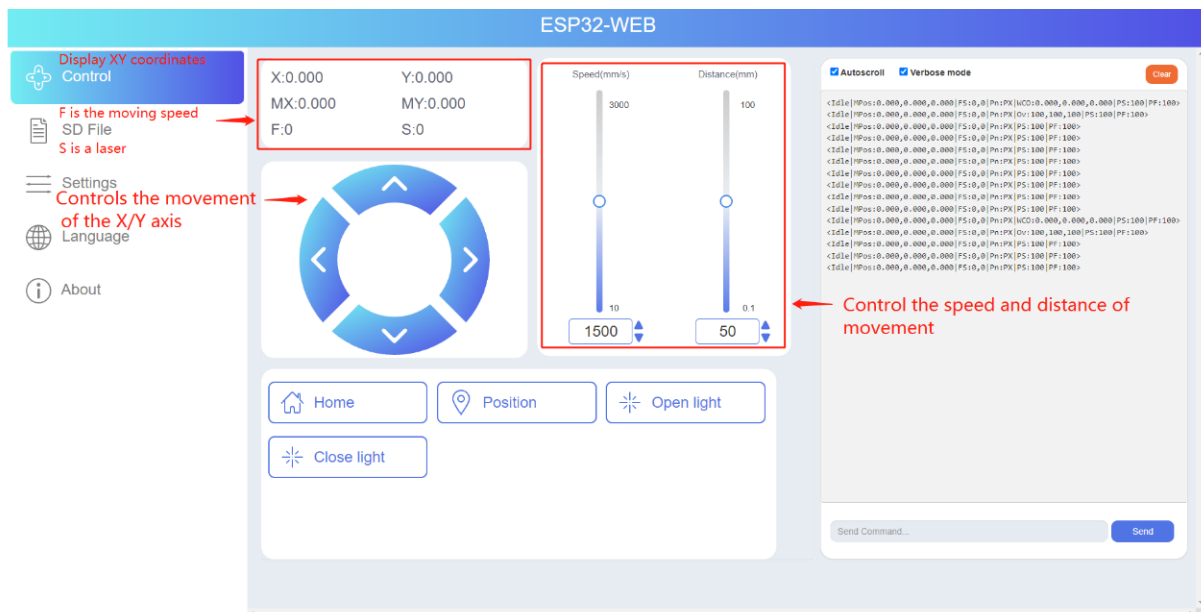 ESP32-WEB
Display XY coordinates
Control
F is the moving speed
SD File
S is a laser
Settings
Controls the movement
of the X/Y axis
Language
About
X:0.000 Y:0.000
MX:0.000 MY:0.000
F:0 S:0
Speed(mm/s) Distance(mm)
3000 100
10 0.1
1500 50
Control the speed and distance of
movement
Home Position Open light
Close light
Autoscroll Verbose mode Clear
<Idle|MPos:0.000,0.000,0.000|FS:0,0|Pn:PX|WCO:0.000,0.000,0.000|PS:100|PF:100>
<Idle|MPos:0.000,0.000,0.000|FS:0,0|Pn:PX|Ov:100,100,100|PS:100|PF:100>
<Idle|MPos:0.000,0.000,0.000|FS:0,0|Pn:PX|PS:100|PF:100>
<Idle|MPos:0.000,0.000,0.000|FS:0,0|Pn:PX|PS:100|PF:100>
<Idle|MPos:0.000,0.000,0.000|FS:0,0|Pn:PX|PS:100|PF:100>
<Idle|MPos:0.000,0.000,0.000|FS:0,0|Pn:PX|PS:100|PF:100>
<Idle|MPos:0.000,0.000,0.000|FS:0,0|Pn:PX|PS:100|PF:100>
<Idle|MPos:0.000,0.000,0.000|FS:0,0|Pn:PX|PS:100|PF:100>
<Idle|MPos:0.000,0.000,0.000|FS:0,0|Pn:PX|PS:100|PF:100>
<Idle|MPos:0.000,0.000,0.000|FS:0,0|Pn:PX|PS:100|PF:100>
<Idle|MPos:0.000,0.000,0.000|FS:0,0|Pn:PX|WCO:0.000,0.000,0.000|PS:100|PF:100>
<Idle|MPos:0.000,0.000,0.000|FS:0,0|Pn:PX|Ov:100,100,100|PS:100|PF:100>
<Idle|MPos:0.000,0.000,0.000|FS:0,0|Pn:PX|PS:100|PF:100>
<Idle|MPos:0.000,0.000,0.000|FS:0,0|Pn:PX|PS:100|PF:100>
<Idle|MPos:0.000,0.000,0.000|FS:0,0|Pn:PX|PS:100|PF:100>
Send Command... Send